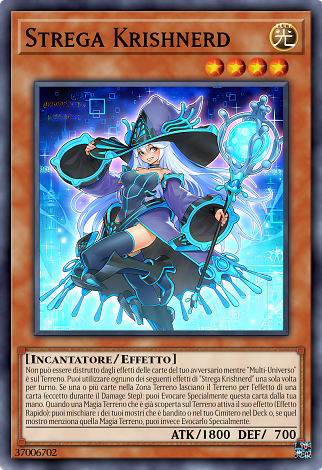 Strega Krishnerd
光
[Incantatore/Effetto]
Non può essere distrutto dagli effetti delle carte del tuo avversario mentre "Multi-Universo"
è sul Terreno. Puoi utilizzare ognuno dei seguenti effetti di "Strega Krishnerd" una sola volta
per turno. Se una o più carte nella Zona Terreno lasciano il Terreno per l'effetto di una
carta (eccetto durante il Damage Step): puoi Evocare Specialmente questa carta dalla tua
mano. Quando una Magia Terreno che è già scoperta sul Terreno attiva il suo effetto (Effetto
Rapido): puoi mischiare i dei tuoi mostri che è bandito o nel tuo Cimitero nel Deck o, se quel
mostro menziona quella Magia Terreno, puoi invece Evocarlo Specialmente.
ATK/1800 DEF/ 700
37006702